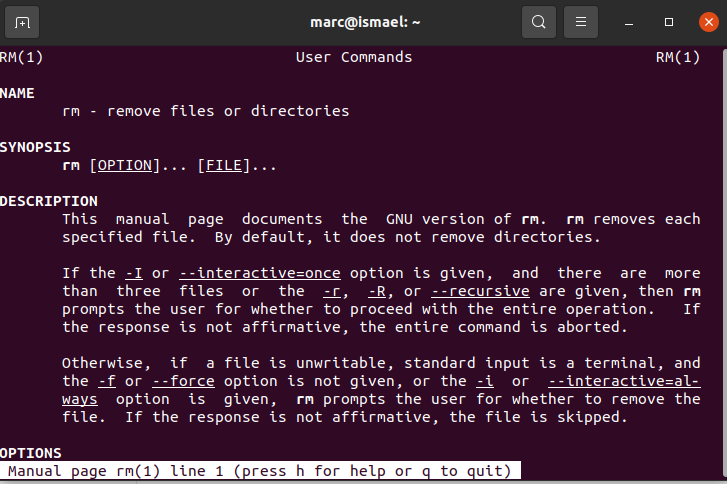 marc@ismael: ~
RM(1) User Commands RM(1)
NAME
rm - remove files or directories
SYNOPSIS
rm [OPTION]... [FILE]...
DESCRIPTION
This manual page documents the GNU version of rm. rm removes each
specified file. By default, it does not remove directories.
If the -I or --interactive=once option is given, and there are more
than three files or the -r, -R, or --recursive are given, then rm
prompts the user for whether to proceed with the entire operation. If
the response is not affirmative, the entire command is aborted.
Otherwise, if a file is unwritable, standard input is a terminal, and
the -f or --force option is not given, or the -i or --interactive=al-
ways option is given, rm prompts the user for whether to remove the
file. If the response is not affirmative, the file is skipped.
OPTIONS
Manual page rm(1) line 1 (press h for help or q to quit)